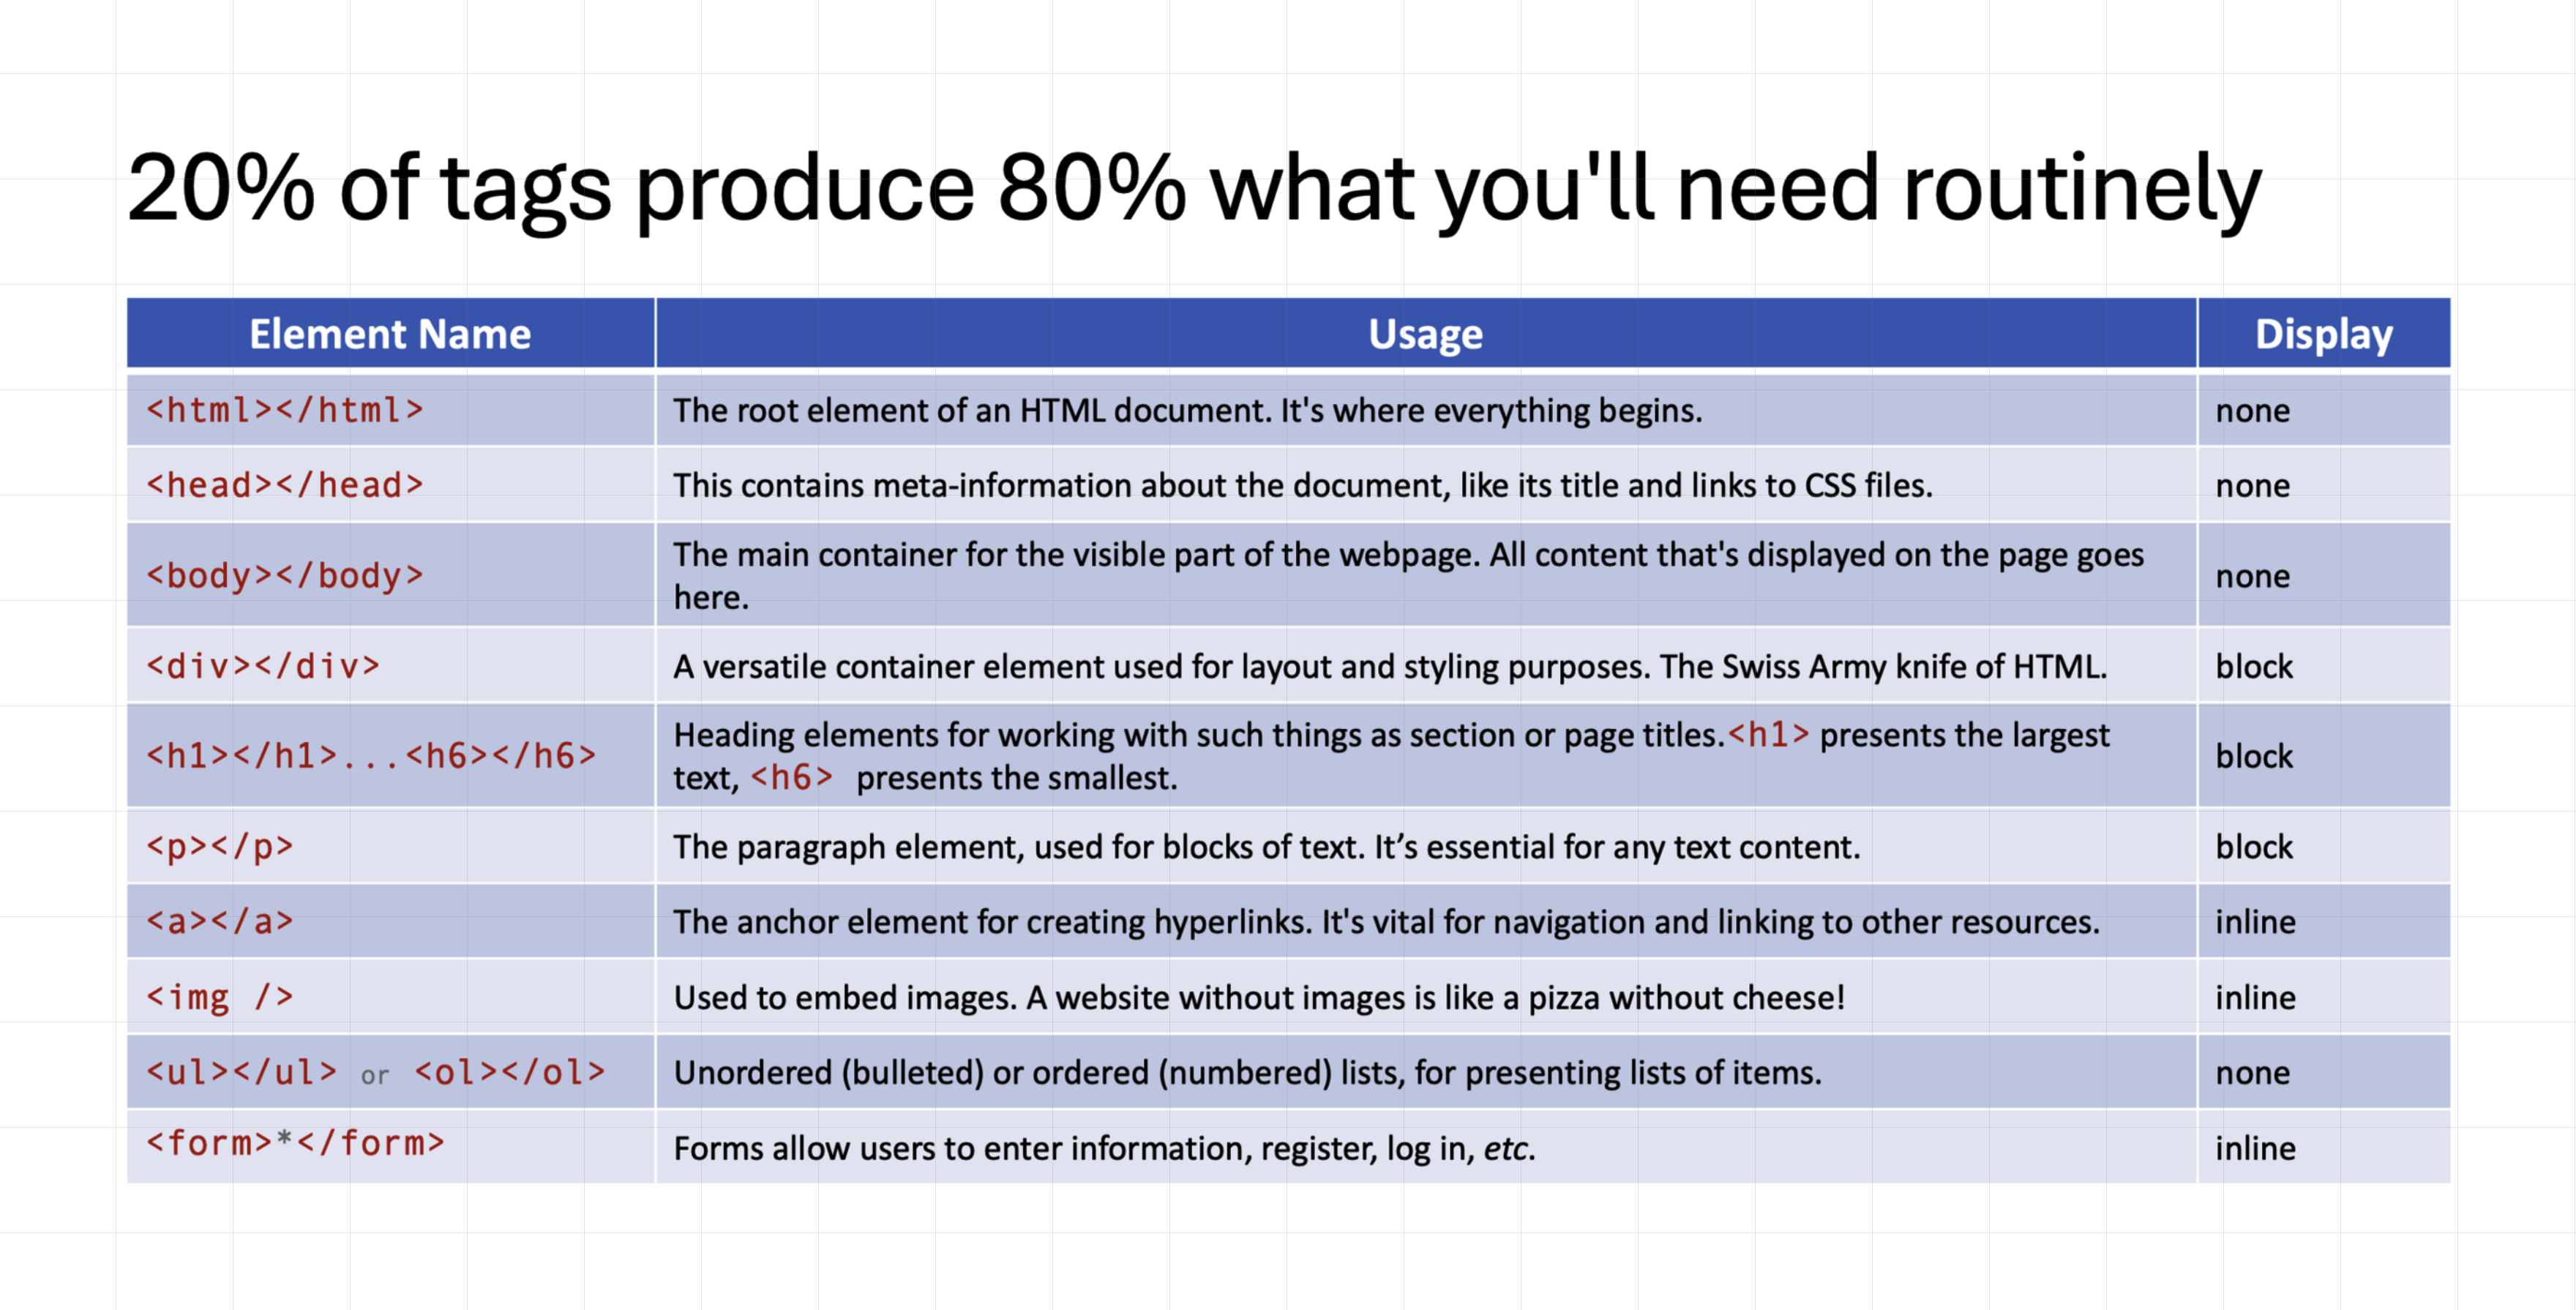 20% of tags produce 80% what you'll need routinely
Element Name Usage Display
<html></html> The root element of an HTML document. It's where everything begins. none
<head></head> This contains meta-information about the document, like its title and links to CSS files. none
<body></body> The main container for the visible part of the webpage. All content that's displayed on the page goes
here. none
<div></div> A versatile container element used for layout and styling purposes. The Swiss Army knife of HTML. block
<h1></h1>...<h6></h6> Heading elements for working with such things as section or page titles.<h1> presents the largest
text, <h6> presents the smallest. block
<p></p> The paragraph element, used for blocks of text. It’s essential for any text content. block
<a></a> The anchor element for creating hyperlinks. It's vital for navigation and linking to other resources. inline
<img /> Used to embed images. A website without images is like a pizza without cheese! inline
<ul></ul> or <ol></ol> Unordered (bulleted) or ordered (numbered) lists, for presenting lists of items. none
<form>*</form> Forms allow users to enter information, register, log in, etc. inline